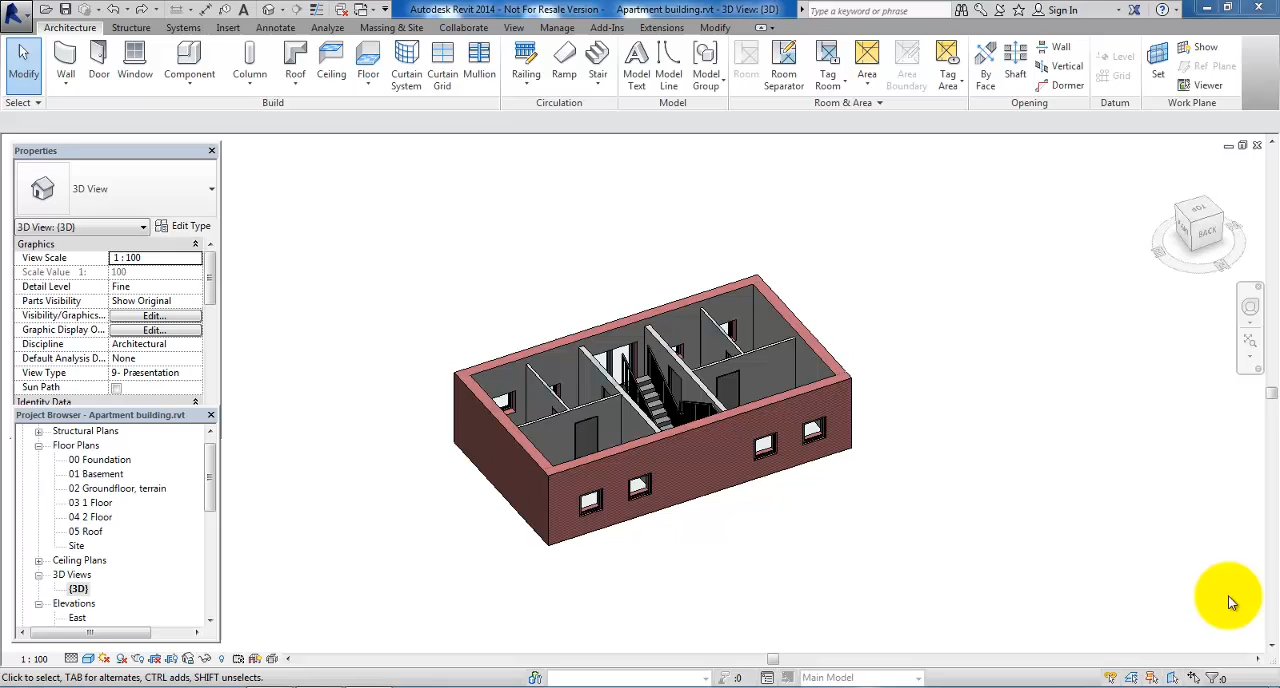 Autodesk Revit 2014 - Not For Resale Version - Apartment building.rvt - 3D View: {3D}
Type a keyword or phrase
Sign In
Architecture Structure Systems Insert Annotate Analyze Massing & Site Collaborate View Manage Add-Ins Extensions Modify
Modify
Wall
Door
Window
Component
Column
Roof
Ceiling
Floor
Curtain System
Curtain Grid
Mullion
Railing
Ramp
Stair
Model Text
Model Line
Model Group
Room
Room Separator
Tag Room
Area
Area Boundary
Tag Area
By Face
Shaft
Wall
Vertical
Dormer
Level
Grid
Set
Show
Ref Plane
Viewer
Select
Build
Circulation
Model
Room & Area
Opening
Datum
Work Plane
Properties
3D View
3D View: {3D}
Edit Type
Graphics
View Scale 1 : 100
Scale Value 1: 100
Detail Level Fine
Parts Visibility Show Original
Visibility/Graphics... Edit...
Graphic Display O... Edit...
Discipline Architectural
Default Analysis D... None
View Type 9- Præsentation
Sun Path
Identity Data
Project Browser - Apartment building.rvt
Structural Plans
Floor Plans
00 Foundation
01 Basement
02 Groundfloor, terrain
03 1 Floor
04 2 Floor
05 Roof
Site
Ceiling Plans
3D Views
{3D}
Elevations
East
TOP
BACK
1 : 100
Click to select, TAB for alternates, CTRL adds, SHIFT unselects.
:0
Main Model
:0